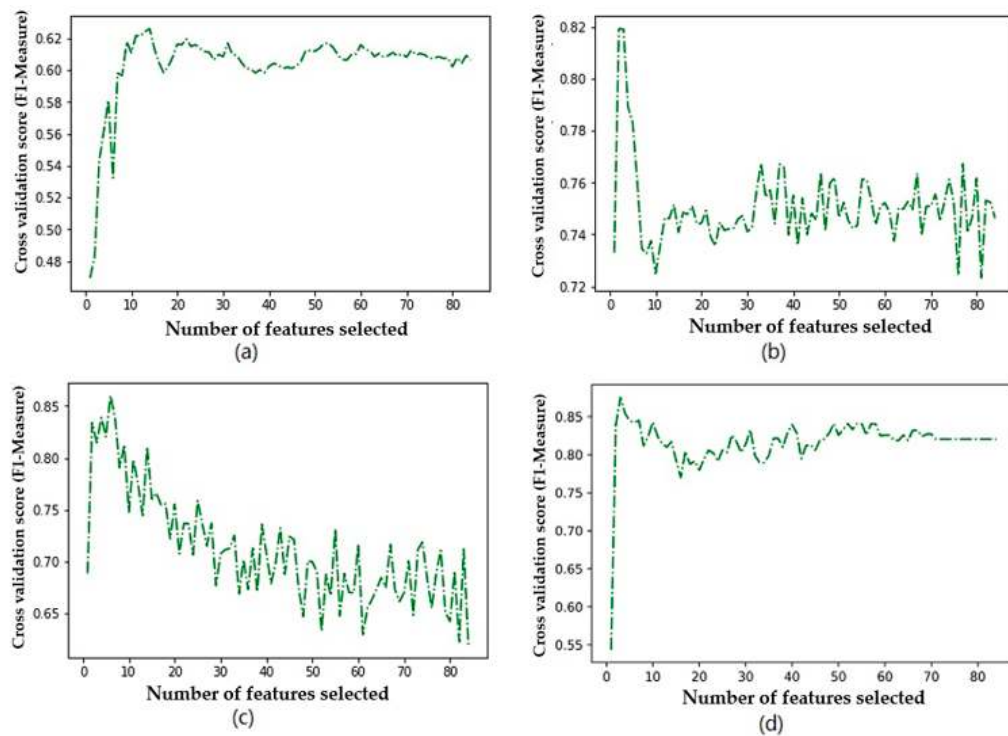 Cross validation score (F1-Measure)
0.62
0.60
0.58
0.56
0.54
0.52
0.50
0.48
0 10 20 30 40 50 60 70 80
Number of features selected
(a)
Cross validation score (F1-Measure)
0.82
0.80
0.78
0.76
0.74
0.72
0 10 20 30 40 50 60 70 80
Number of features selected
(b)
Cross validation score (F1-Measure)
0.85
0.80
0.75
0.70
0.65
0 10 20 30 40 50 60 70 80
Number of features selected
(c)
Cross validation score (F1-Measure)
0.85
0.80
0.75
0.70
0.65
0.60
0.55
0 10 20 30 40 50 60 70 80
Number of features selected
(d)